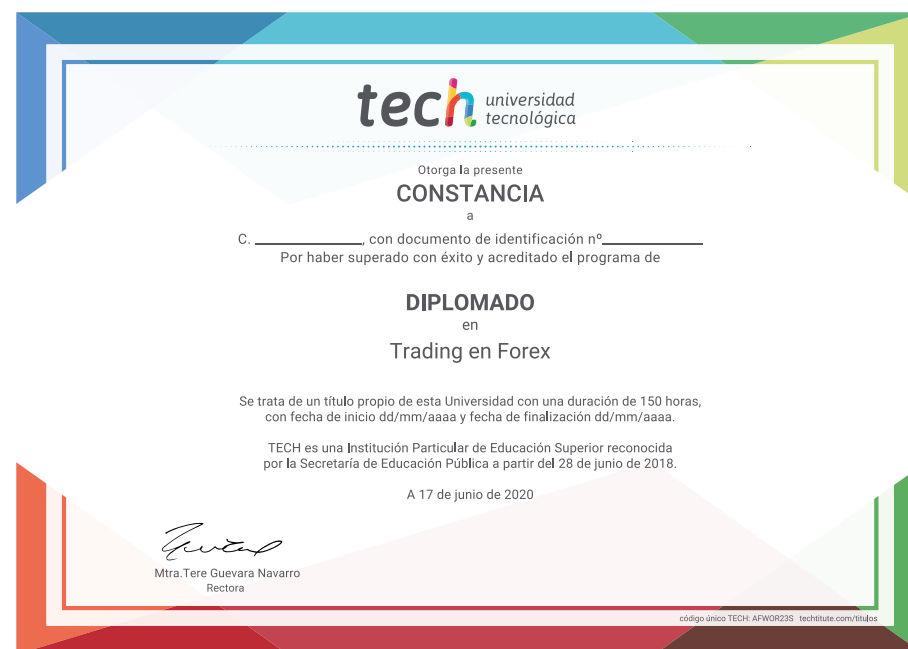 tech universidad
tecnológica
Otorga la presente
CONSTANCIA
a
C. ______________, con documento de identificación nº_____________
Por haber superado con éxito y acreditado el programa de
DIPLOMADO
en
Trading en Forex
Se trata de un título propio de esta Universidad con una duración de 150 horas,
con fecha de inicio dd/mm/aaaa y fecha de finalización dd/mm/aaaa.
TECH es una Institución Particular de Educación Superior reconocida
por la Secretaría de Educación Pública a partir del 28 de junio de 2018.
A 17 de junio de 2020
Mtra.Tere Guevara Navarro
Rectora
código único TECH: AFWOR23S techtitute.com/titulos